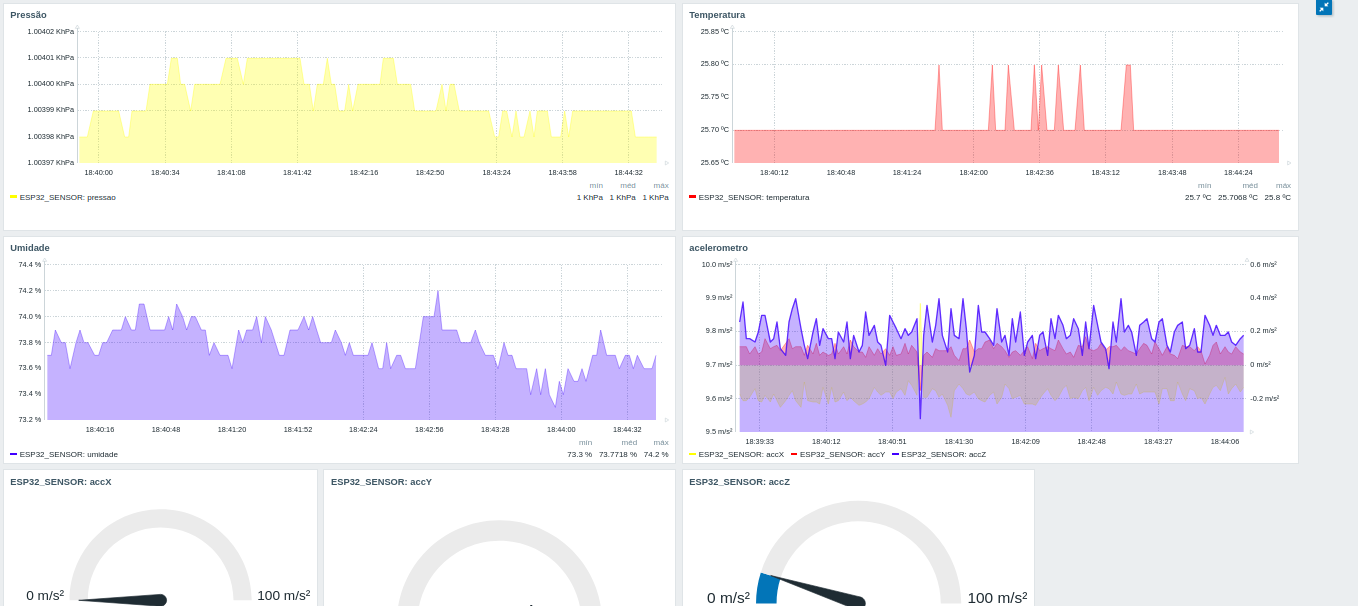 Pressão
1.00402 KhPa
1.00401 KhPa
1.00400 KhPa
1.00399 KhPa
1.00398 KhPa
1.00397 KhPa
18:40:00 18:40:34 18:41:08 18:41:42 18:42:16 18:42:50 18:43:24 18:43:58 18:44:32
mín méd máx
ESP32_SENSOR: pressao 1 KhPa 1 KhPa 1 KhPa
Temperatura
25.85 ºC
25.80 ºC
25.75 ºC
25.70 ºC
25.65 ºC
18:40:12 18:40:48 18:41:24 18:42:00 18:42:36 18:43:12 18:43:48 18:44:24
mín méd máx
ESP32_SENSOR: temperatura 25.7 ºC 25.7068 ºC 25.8 ºC
Umidade
74.4 %
74.2 %
74.0 %
73.8 %
73.6 %
73.4 %
73.2 %
18:40:16 18:40:48 18:41:20 18:41:52 18:42:24 18:42:56 18:43:28 18:44:00 18:44:32
mín méd máx
ESP32_SENSOR: umidade 73.3 % 73.7718 % 74.2 %
acelerometro
10.0 m/s² 0.6 m/s²
9.9 m/s² 0.4 m/s²
9.8 m/s² 0.2 m/s²
9.7 m/s² 0 m/s²
9.6 m/s² -0.2 m/s²
9.5 m/s²
18:39:33 18:40:12 18:40:51 18:41:30 18:42:09 18:42:48 18:43:27 18:44:06
ESP32_SENSOR: accX ESP32_SENSOR: accY ESP32_SENSOR: accZ
ESP32_SENSOR: accX
0 m/s² 100 m/s²
ESP32_SENSOR: accY
ESP32_SENSOR: accZ
0 m/s² 100 m/s²